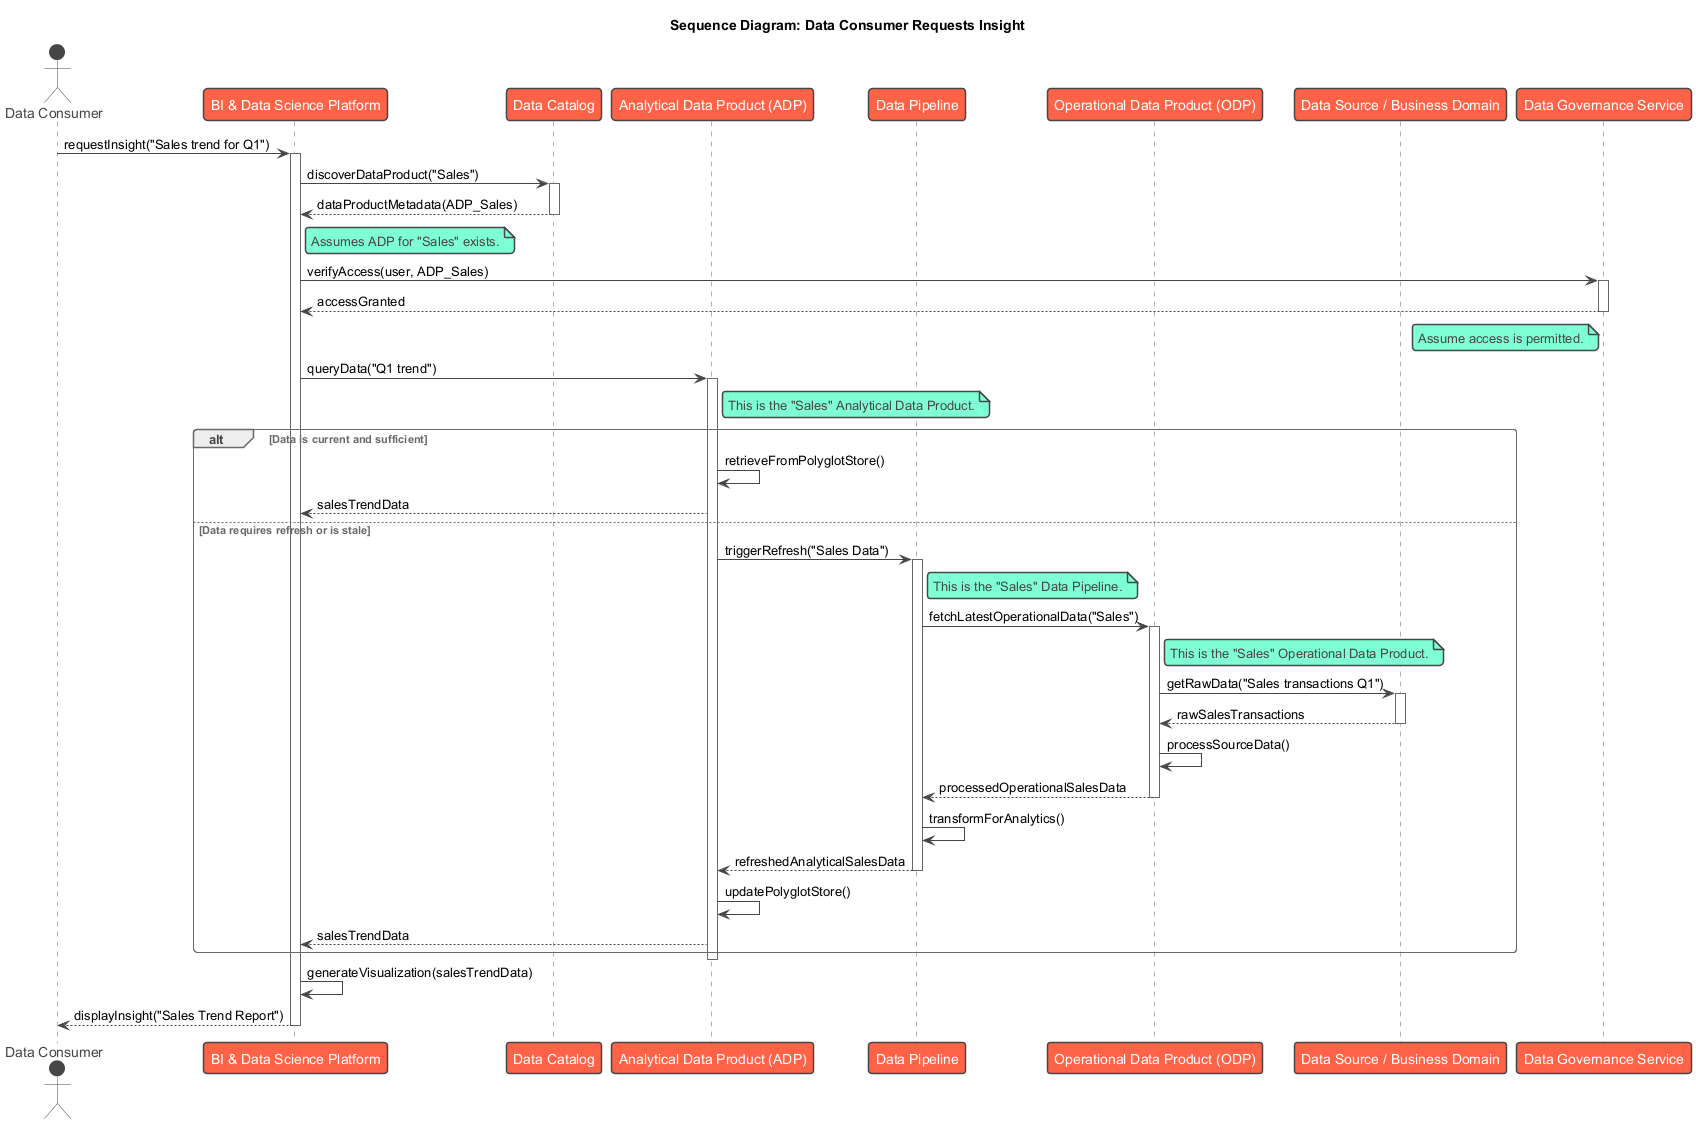 Sequence Diagram: Data Consumer Requests Insight
Data Consumer
BI & Data Science Platform
Data Catalog
Analytical Data Product (ADP)
Data Pipeline
Operational Data Product (ODP)
Data Source / Business Domain
Data Governance Service
requestInsight("Sales trend for Q1")
discoverDataProduct("Sales")
dataProductMetadata(ADP_Sales)
Assumes ADP for "Sales" exists.
verifyAccess(user, ADP_Sales)
accessGranted
Assume access is permitted.
queryData("Q1 trend")
This is the "Sales" Analytical Data Product.
alt
[Data is current and sufficient]
retrieveFromPolyglotStore()
salesTrendData
[Data requires refresh or is stale]
triggerRefresh("Sales Data")
This is the "Sales" Data Pipeline.
fetchLatestOperationalData("Sales")
This is the "Sales" Operational Data Product.
getRawData("Sales transactions Q1")
rawSalesTransactions
processSourceData()
processedOperationalSalesData
transformForAnalytics()
refreshedAnalyticalSalesData
updatePolyglotStore()
salesTrendData
generateVisualization(salesTrendData)
displayInsight("Sales Trend Report")
Data Consumer
BI & Data Science Platform
Data Catalog
Analytical Data Product (ADP)
Data Pipeline
Operational Data Product (ODP)
Data Source / Business Domain
Data Governance Service